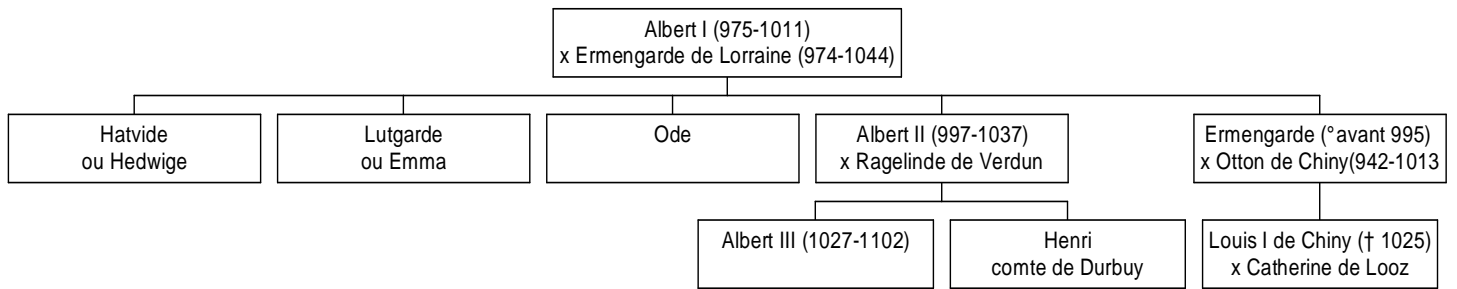 Albert I (975-1011)
x Ermengarde de Lorraine (974-1044)
Hatvide
ou Hedwige
Lutgarde
ou Emma
Ode
Albert II (997-1037)
x Ragelinde de Verdun
Ermengarde (°avant 995)
x Otton de Chiny(942-1013
Albert III (1027-1102)
Henri
comte de Durbuy
Louis I de Chiny († 1025)
x Catherine de Looz